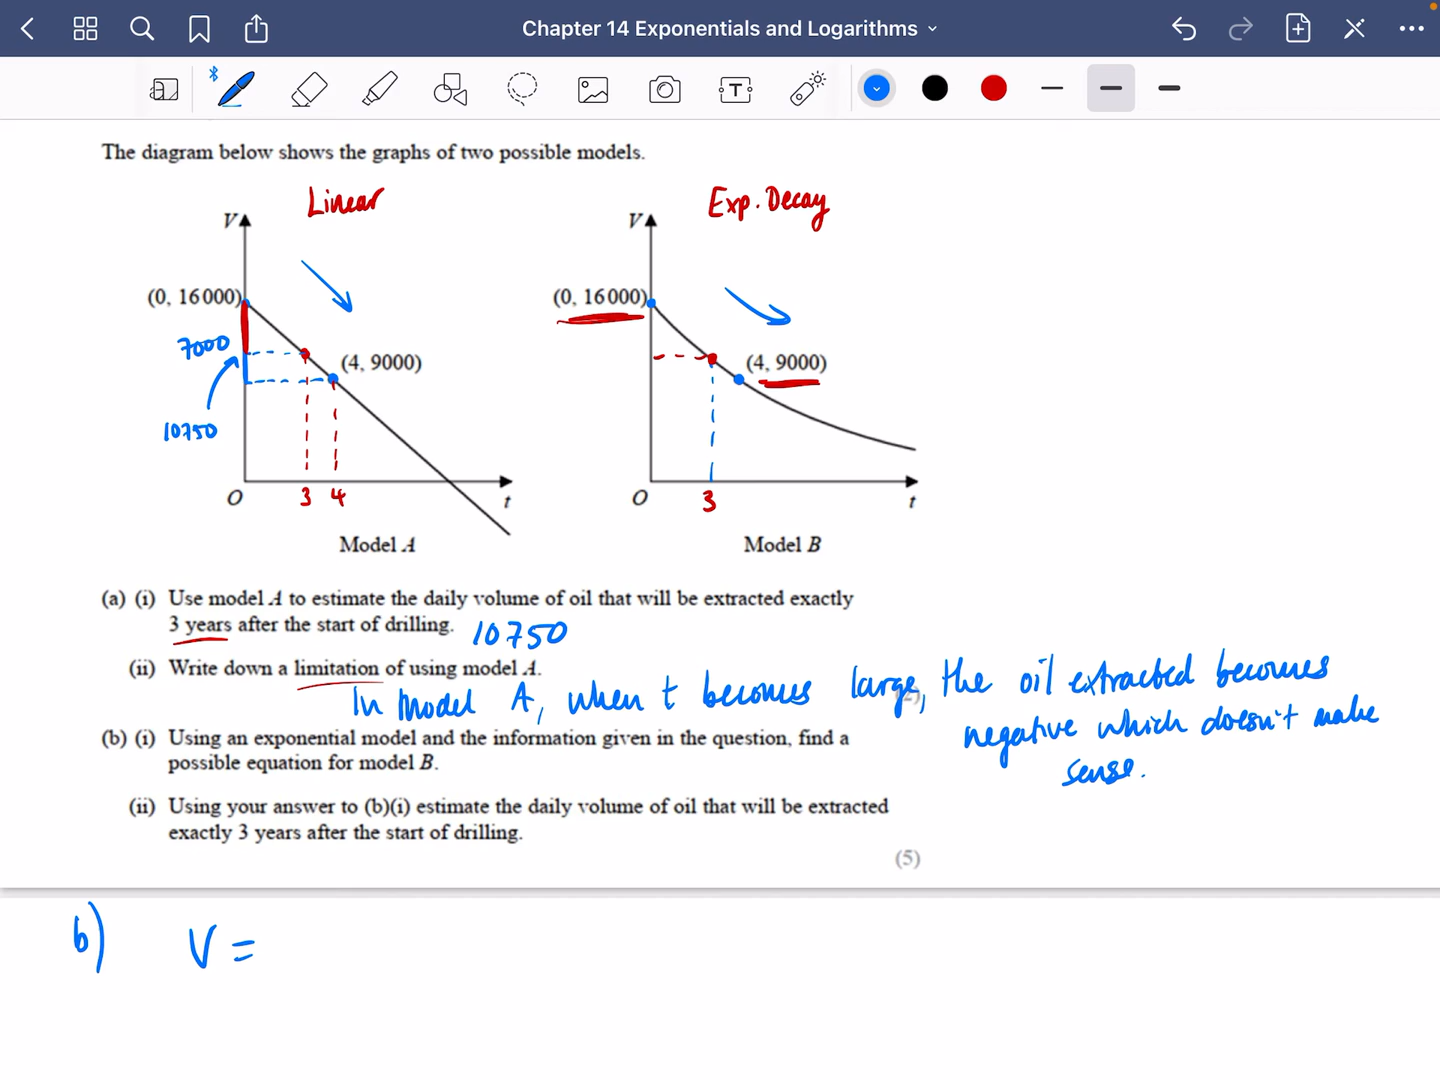 Chapter 14 Exponentials and Logarithms
The diagram below shows the graphs of two possible models.
Linear
Exp. Decay
V
V
(0, 16 000)
(0, 16 000)
7000
(4, 9000)
(4, 9000)
10750
O
3
4
t
O
3
t
Model A
Model B
(a) (i) Use model A to estimate the daily volume of oil that will be extracted exactly
3 years after the start of drilling. 10750
(ii) Write down a limitation of using model A.
In model A, when t becomes large, the oil extracted becomes
negative which doesn't make
sense.
(b) (i) Using an exponential model and the information given in the question, find a
possible equation for model B.
(ii) Using your answer to (b)(i) estimate the daily volume of oil that will be extracted
exactly 3 years after the start of drilling.
(5)
b) V =